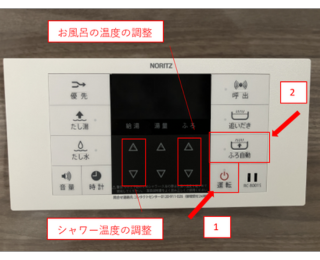 お風呂の温度の調整
NORITZ
優先
呼出
2
たし湯
給湯
湯量
ふろ
追いだき
たし水
ふろ自動
音量
時計
運転
シャワー温度の調整
1